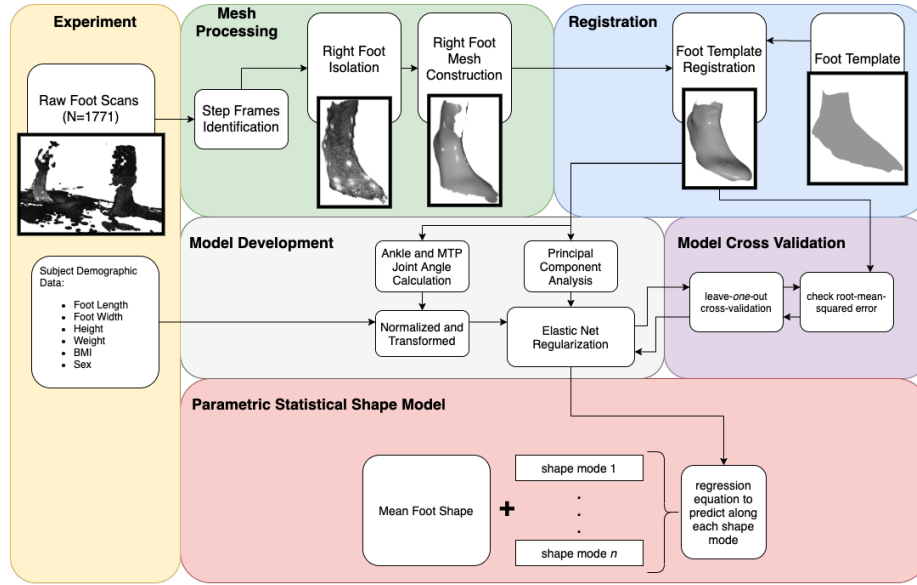 Experiment
Raw Foot Scans
(N=1771)
Subject Demographic
Data:
• Foot Length
• Foot Width
• Height
• Weight
• BMI
• Sex
Mesh
Processing
Step Frames
Identification
Right Foot
Isolation
Right Foot
Mesh
Construction
Registration
Foot Template
Registration
Foot Template
Model Development
Ankle and MTP
Joint Angle
Calculation
Principal
Component
Analysis
Normalized and
Transformed
Elastic Net
Regularization
Model Cross Validation
leave-one-out
cross-validation
check root-mean-
squared error
Parametric Statistical Shape Model
Mean Foot Shape
+
shape mode 1
.
.
.
shape mode n
regression
equation to
predict along
each shape
mode